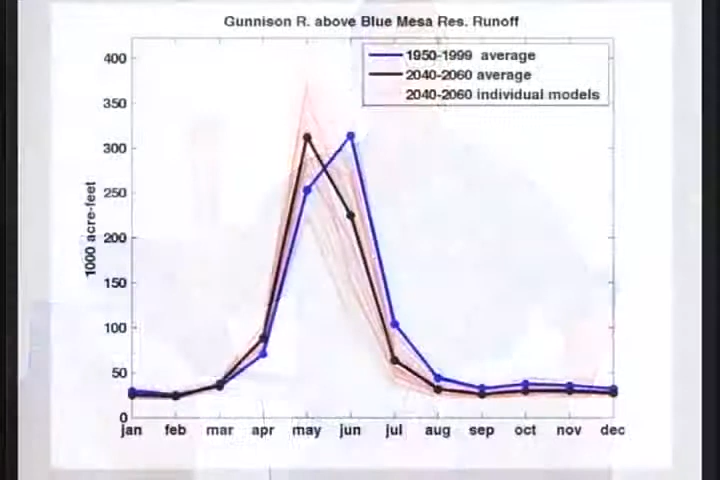 Gunnison R. above Blue Mesa Res. Runoff
1950-1999 average
2040-2060 average
2040-2060 individual models
1000 acre-feet
400
350
300
250
200
150
100
50
0
jan feb mar apr may jun jul aug sep oct nov dec